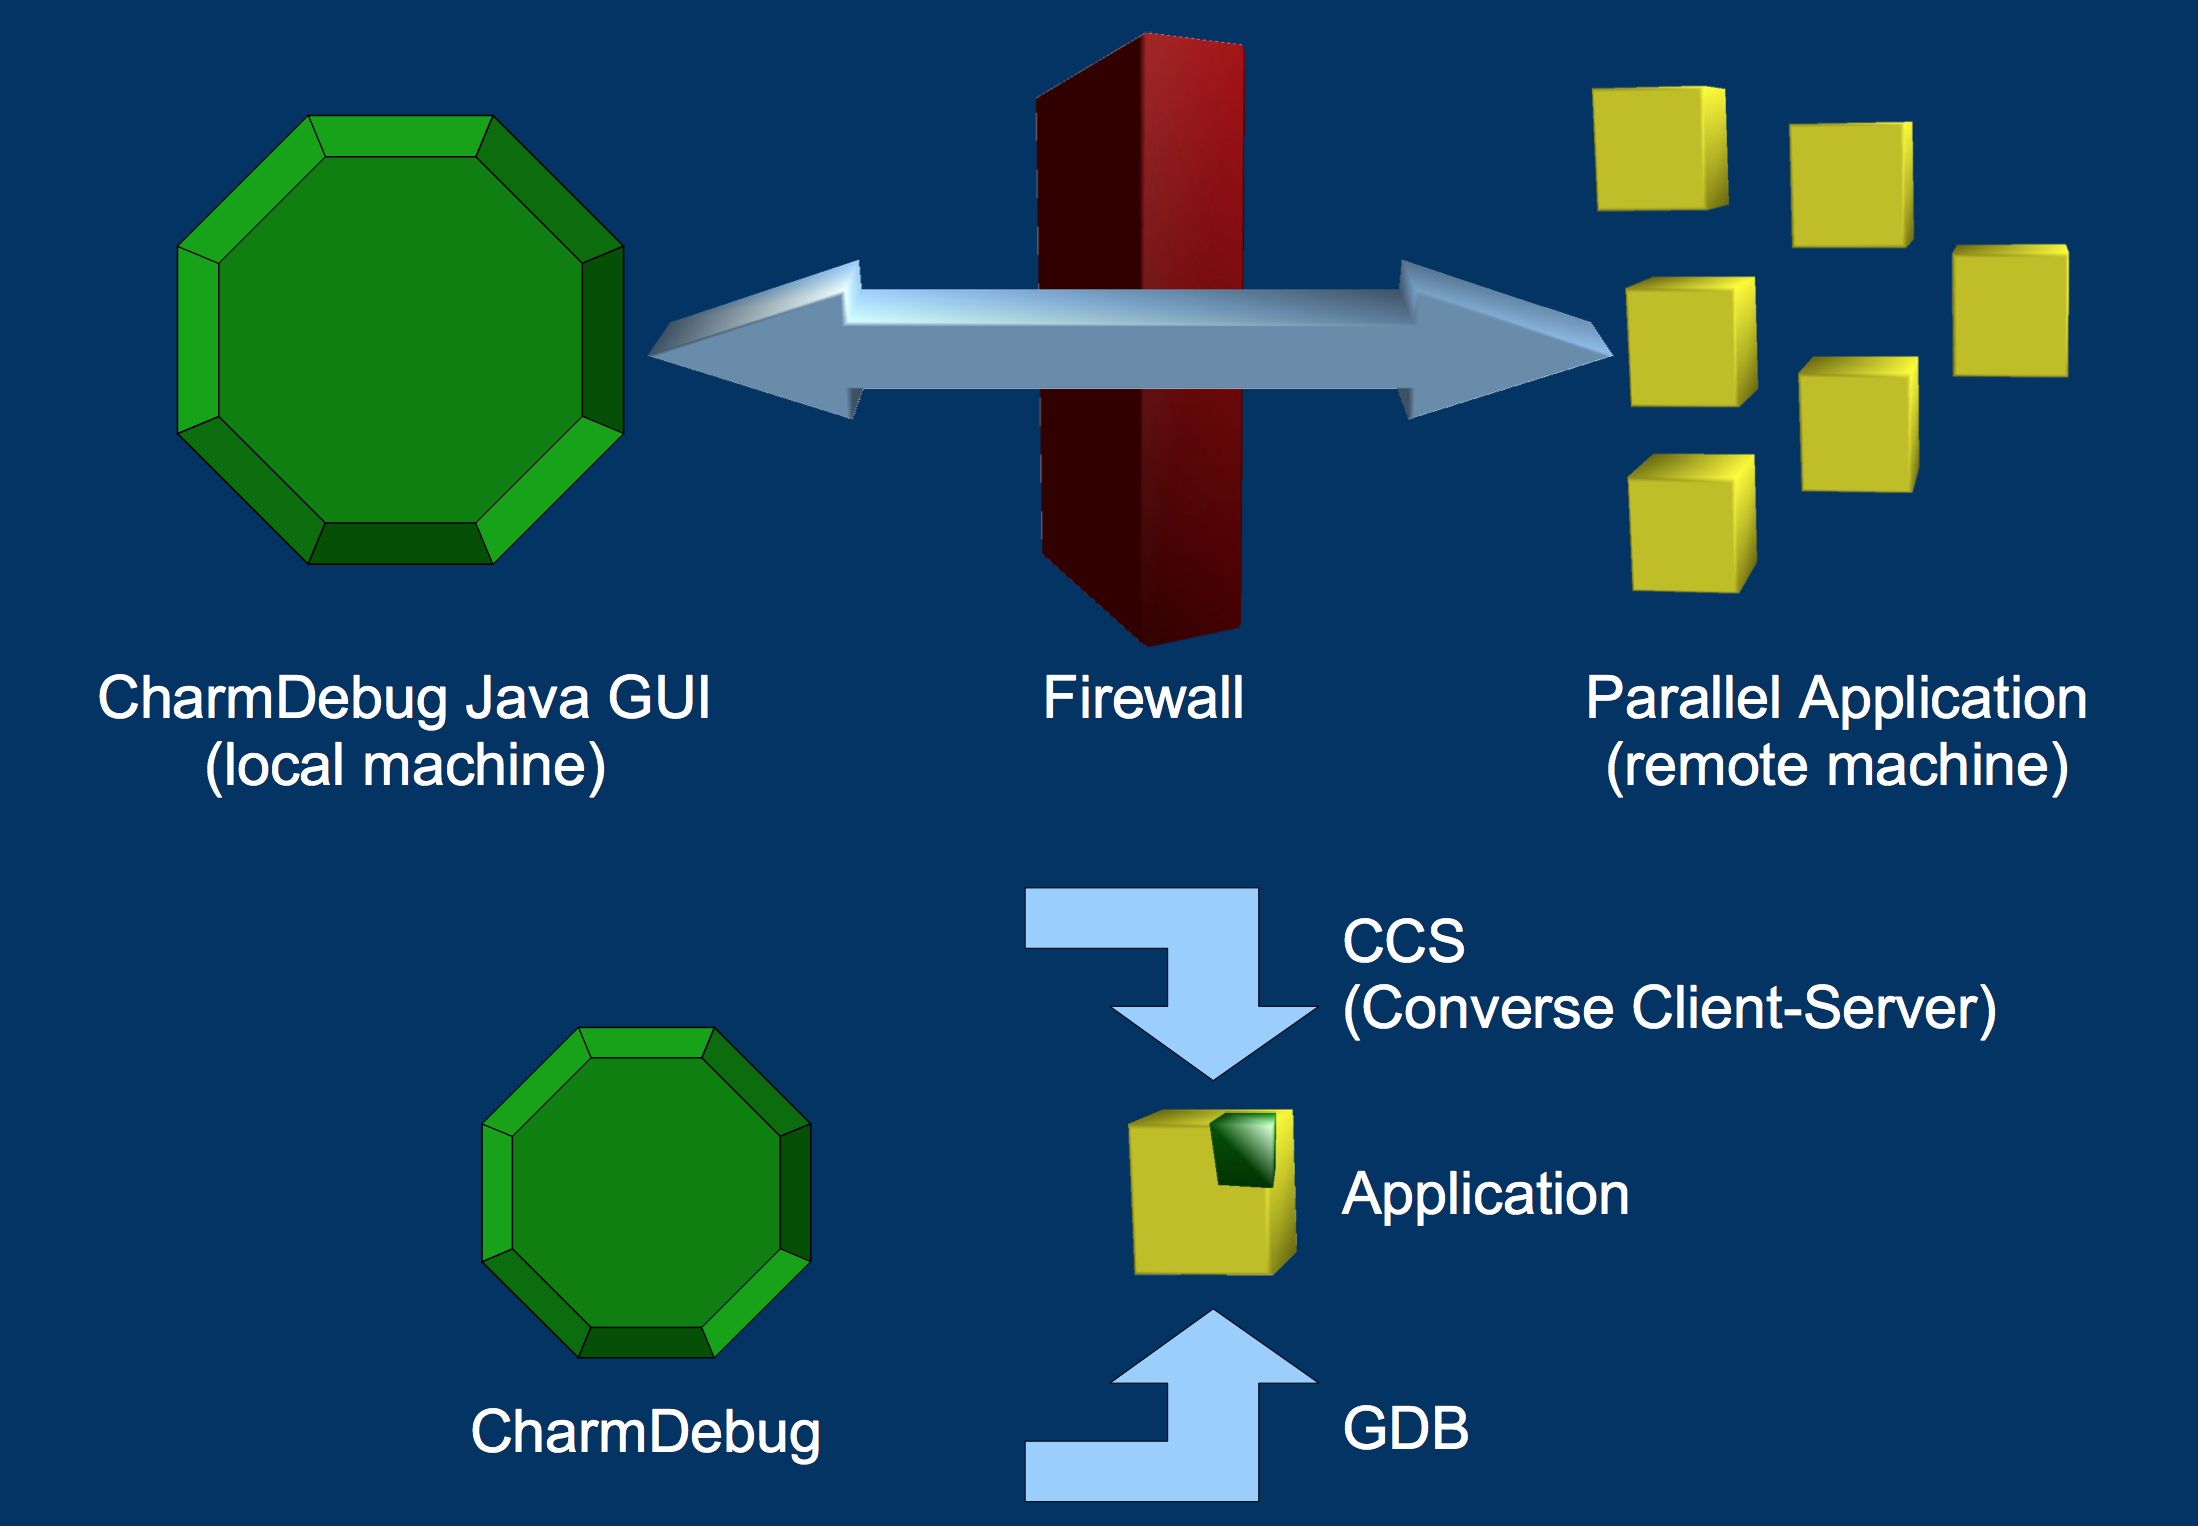 CharmDebug Java GUI
(local machine)
Firewall
Parallel Application
(remote machine)
CCS
(Converse Client-Server)
Application
CharmDebug
GDB